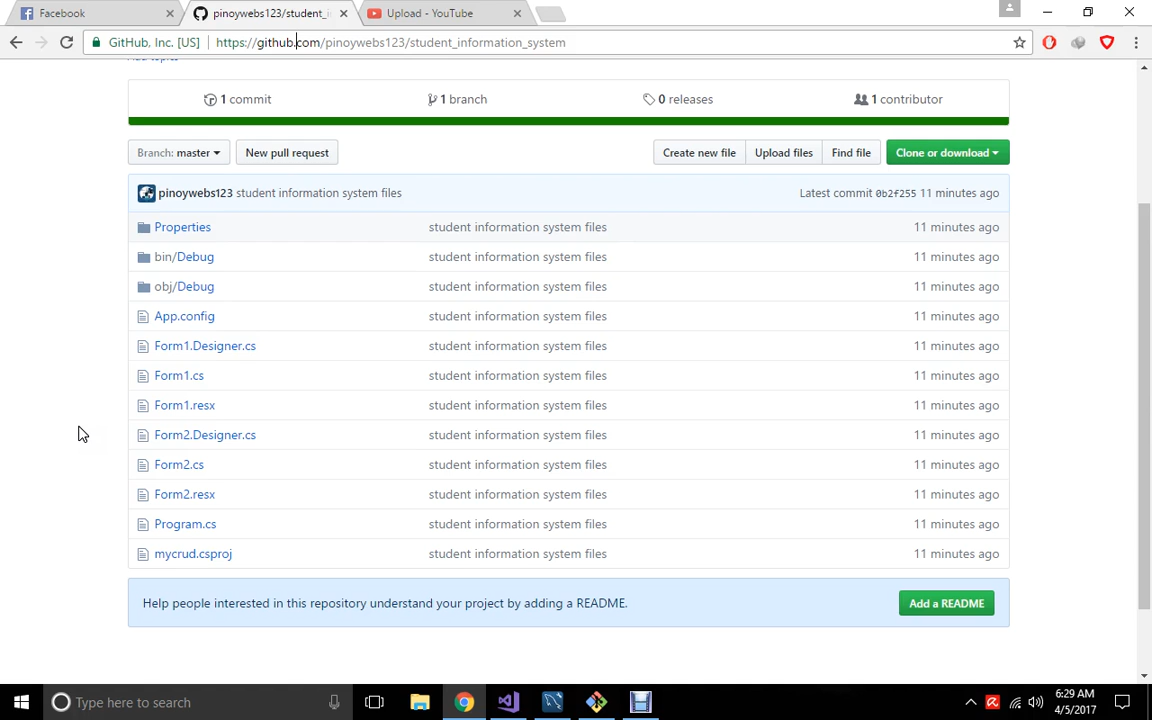 Facebook
pinoywebs123/student_i
Upload - YouTube
GitHub, Inc. [US] https://github.com/pinoywebs123/student_information_system
Add topics
1 commit
1 branch
0 releases
1 contributor
Branch: master
New pull request
Create new file
Upload files
Find file
Clone or download
pinoywebs123 student information system files
Latest commit 0b2f255 11 minutes ago
Properties student information system files 11 minutes ago
bin/Debug student information system files 11 minutes ago
obj/Debug student information system files 11 minutes ago
App.config student information system files 11 minutes ago
Form1.Designer.cs student information system files 11 minutes ago
Form1.cs student information system files 11 minutes ago
Form1.resx student information system files 11 minutes ago
Form2.Designer.cs student information system files 11 minutes ago
Form2.cs student information system files 11 minutes ago
Form2.resx student information system files 11 minutes ago
Program.cs student information system files 11 minutes ago
mycrud.csproj student information system files 11 minutes ago
Help people interested in this repository understand your project by adding a README.
Add a README
Type here to search
6:29 AM
4/5/2017